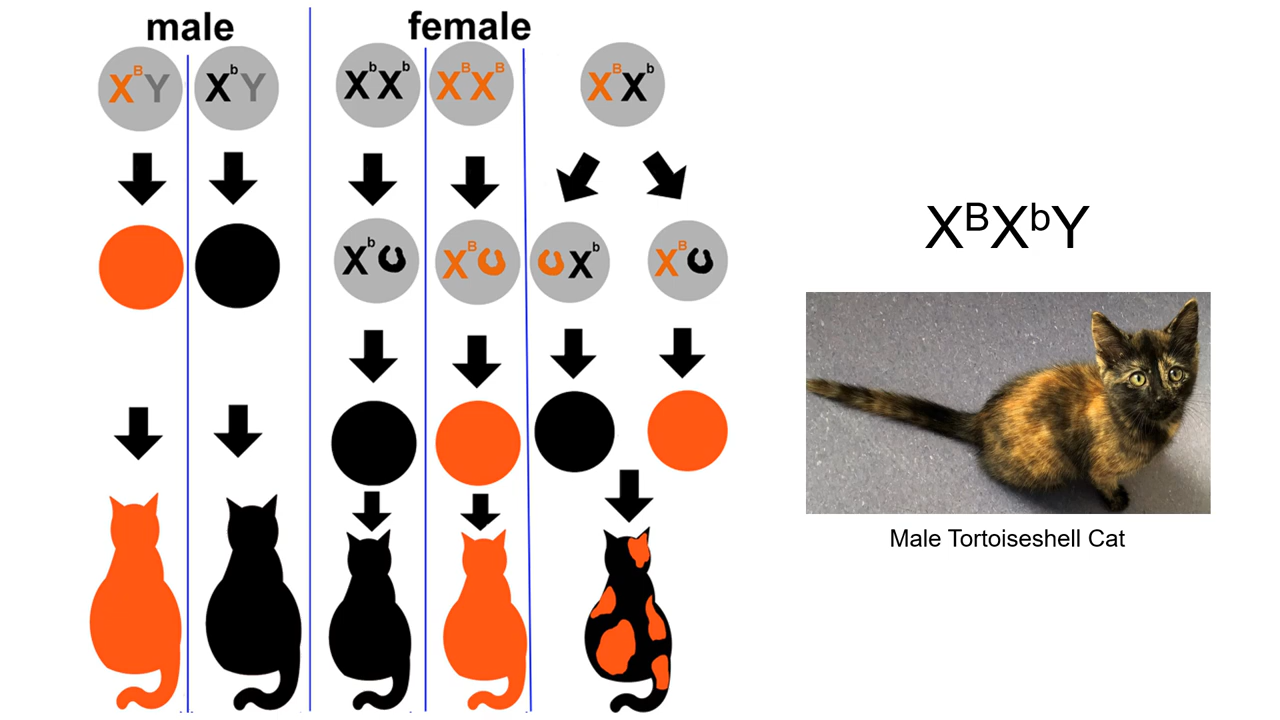 male
female
XᴮY
XᵇY
XᵇXᵇ
XᴮXᴮ
XᴮXᵇ
Xᵇ
Xᴮ
Xᵇ
Xᴮ
XᴮXᵇY
Male Tortoiseshell Cat